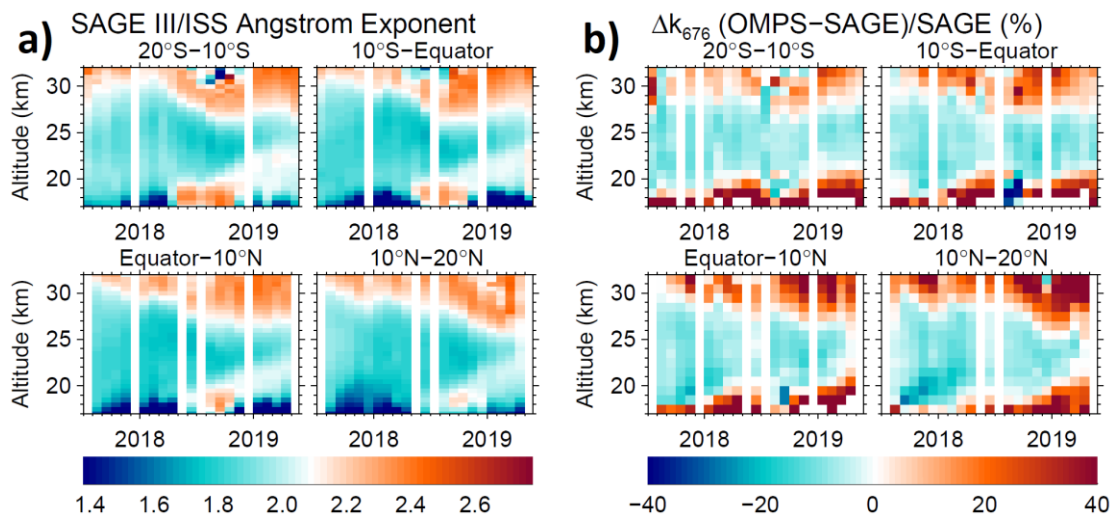 a) SAGE III/ISS Angstrom Exponent
20°S−10°S 10°S−Equator
Altitude (km)
30
25
20
2018 2019 2018 2019
Equator−10°N 10°N−20°N
Altitude (km)
30
25
20
2018 2019 2018 2019
1.4 1.6 1.8 2.0 2.2 2.4 2.6
b) Δk676 (OMPS−SAGE)/SAGE (%)
20°S−10°S 10°S−Equator
Altitude (km)
30
25
20
2018 2019 2018 2019
Equator−10°N 10°N−20°N
Altitude (km)
30
25
20
2018 2019 2018 2019
−40 −20 0 20 40